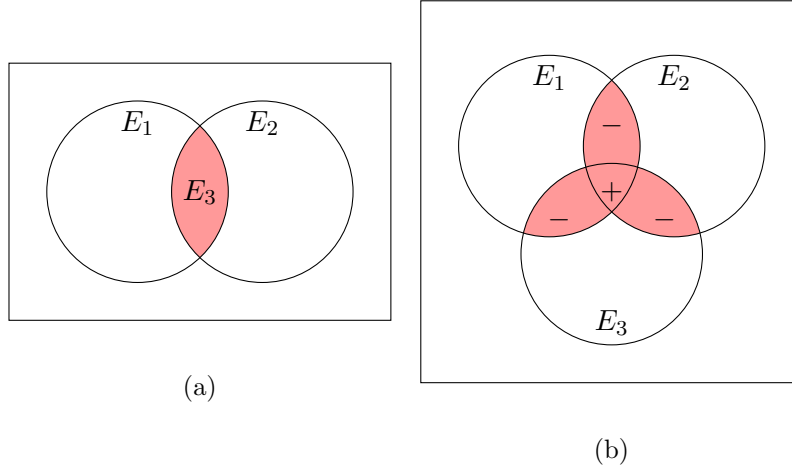 E₁ E₂
E₃
(a)
E₁ E₂
−
+
− −
E₃
(b)